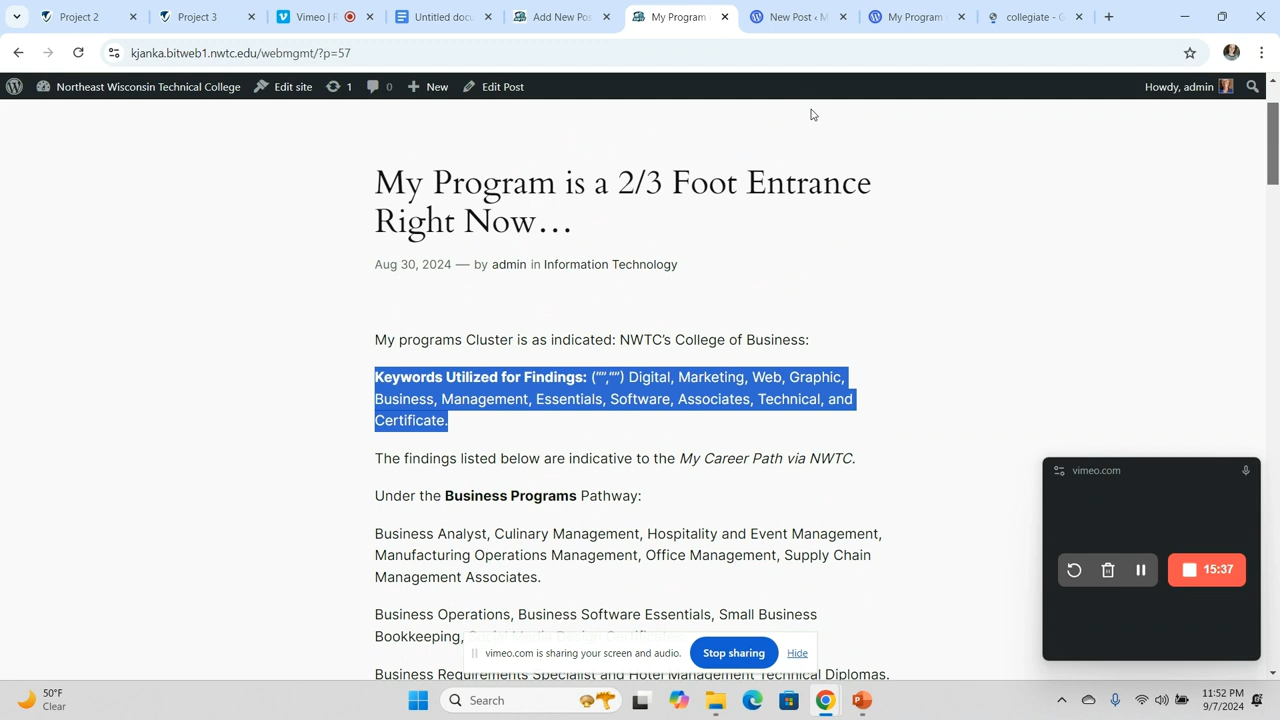 Project 2
Project 3
Vimeo | R
Untitled docu
Add New Pos
My Program
New Post ‹ M
My Program
collegiate - G
kjanka.bitweb1.nwtc.edu/webmgmt/?p=57
Northeast Wisconsin Technical College
Edit site
1
0
New
Edit Post
Howdy, admin
My Program is a 2/3 Foot Entrance
Right Now…
Aug 30, 2024 — by admin in Information Technology
My programs Cluster is as indicated: NWTC’s College of Business:
Keywords Utilized for Findings: (“”,“”) Digital, Marketing, Web, Graphic,
Business, Management, Essentials, Software, Associates, Technical, and
Certificate.
The findings listed below are indicative to the My Career Path via NWTC.
Under the Business Programs Pathway:
Business Analyst, Culinary Management, Hospitality and Event Management,
Manufacturing Operations Management, Office Management, Supply Chain
Management Associates.
Business Operations, Business Software Essentials, Small Business
Bookkeeping, Social Media Design Certificate
Business Requirements Specialist and Hotel Management Technical Diplomas.
vimeo.com
15:37
vimeo.com is sharing your screen and audio.
Stop sharing
Hide
50°F
Clear
Search
11:52 PM
9/7/2024